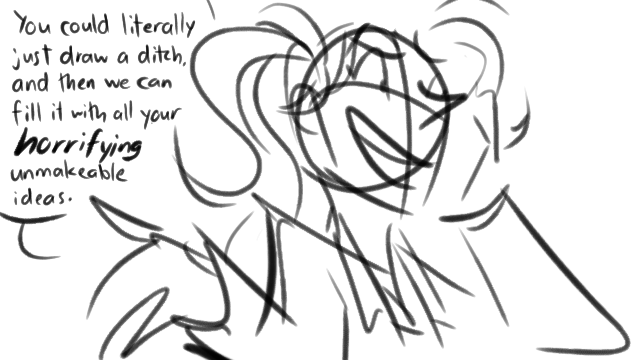 You could literally
just draw a ditch,
and then we can
fill it with all your
horrifying
unmakeable
ideas.